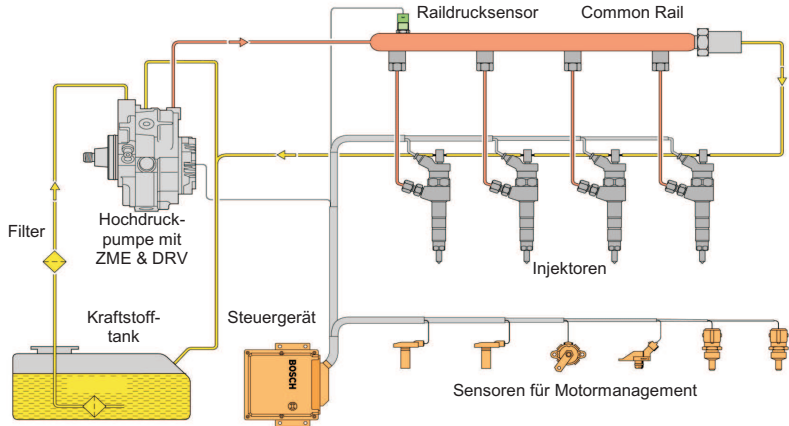 Raildrucksensor
Common Rail
Hochdruck-
pumpe mit
ZME & DRV
Filter
Injektoren
Kraftstoff-
tank
Steuergerät
BOSCH
Sensoren für Motormanagement